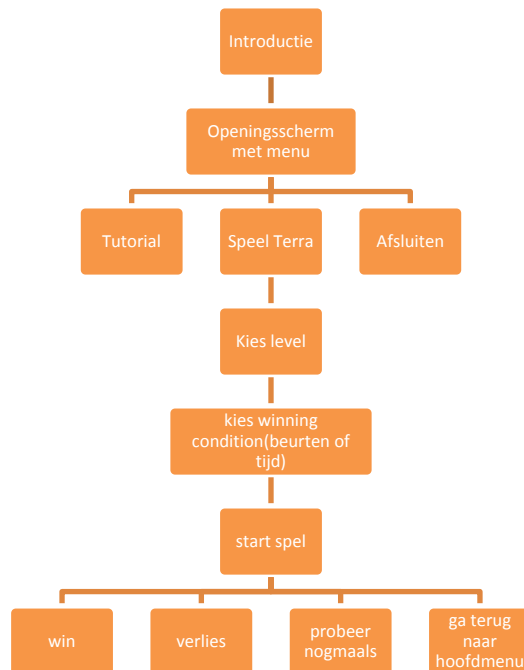 Introductie
Openingsscherm
met menu
Tutorial
Speel Terra
Afsluiten
Kies level
kies winning
condition(beurten of
tijd)
start spel
win
verlies
probeer
nogmaals
ga terug
naar
hoofdmenu